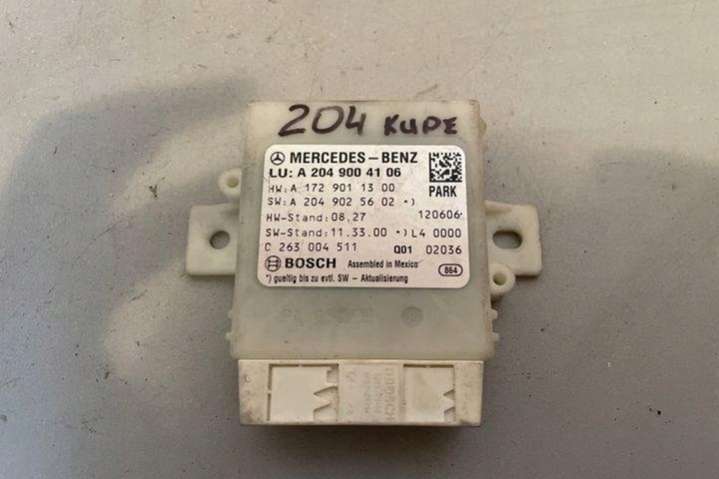 204 KUPE
MERCEDES-BENZ
LU: A 204 900 41 06
HW: A 172 901 13 00
PARK
SW: A 204 902 56 02 *)
HW-Stand: 08.27 120606
SW-Stand: 11.33.00 *) L4 0000
C 263 004 511 Q01 02036
BOSCH Assembled in Mexico 864
*) gueltig bis zu evtl. SW - Aktualisierung